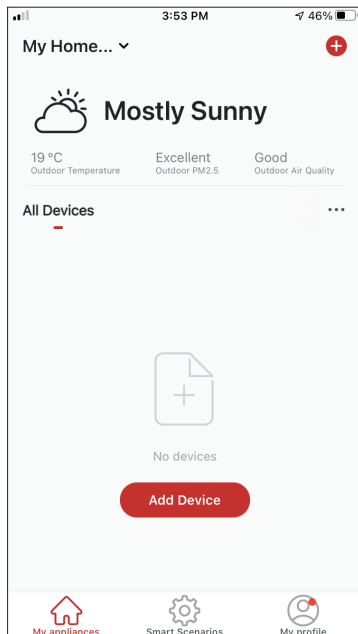 3:53 PM
46%
My Home...
Mostly Sunny
19 °C Excellent Good
Outdoor Temperature Outdoor PM2.5 Outdoor Air Quality
All Devices
No devices
Add Device
My appliances Smart Scenarios My profile